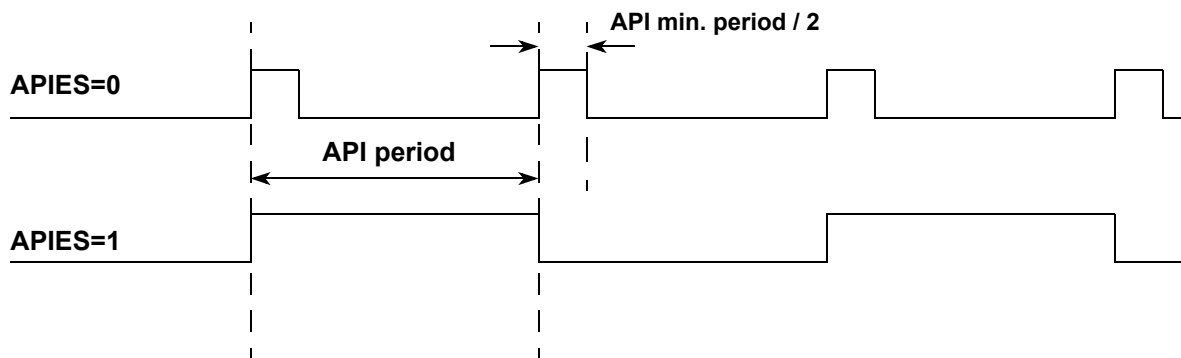 API min. period / 2
APIES=0
API period
APIES=1